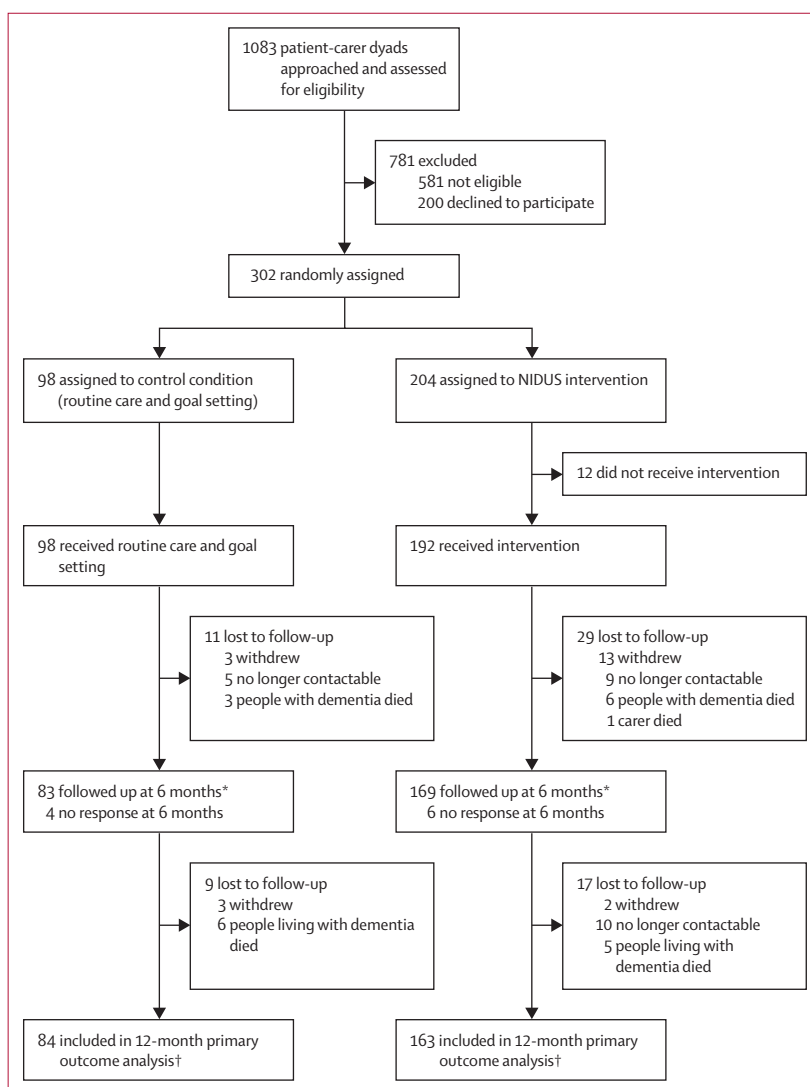 1083 patient-carer dyads
approached and assessed
for eligibility
781 excluded
581 not eligible
200 declined to participate
302 randomly assigned
98 assigned to control condition
(routine care and goal setting)
204 assigned to NIDUS intervention
12 did not receive intervention
98 received routine care and goal
setting
192 received intervention
11 lost to follow-up
3 withdrew
5 no longer contactable
3 people with dementia died
29 lost to follow-up
13 withdrew
9 no longer contactable
6 people with dementia died
1 carer died
83 followed up at 6 months*
4 no response at 6 months
169 followed up at 6 months*
6 no response at 6 months
9 lost to follow-up
3 withdrew
6 people living with dementia
died
17 lost to follow-up
2 withdrew
10 no longer contactable
5 people living with
dementia died
84 included in 12-month primary
outcome analysis†
163 included in 12-month primary
outcome analysis†